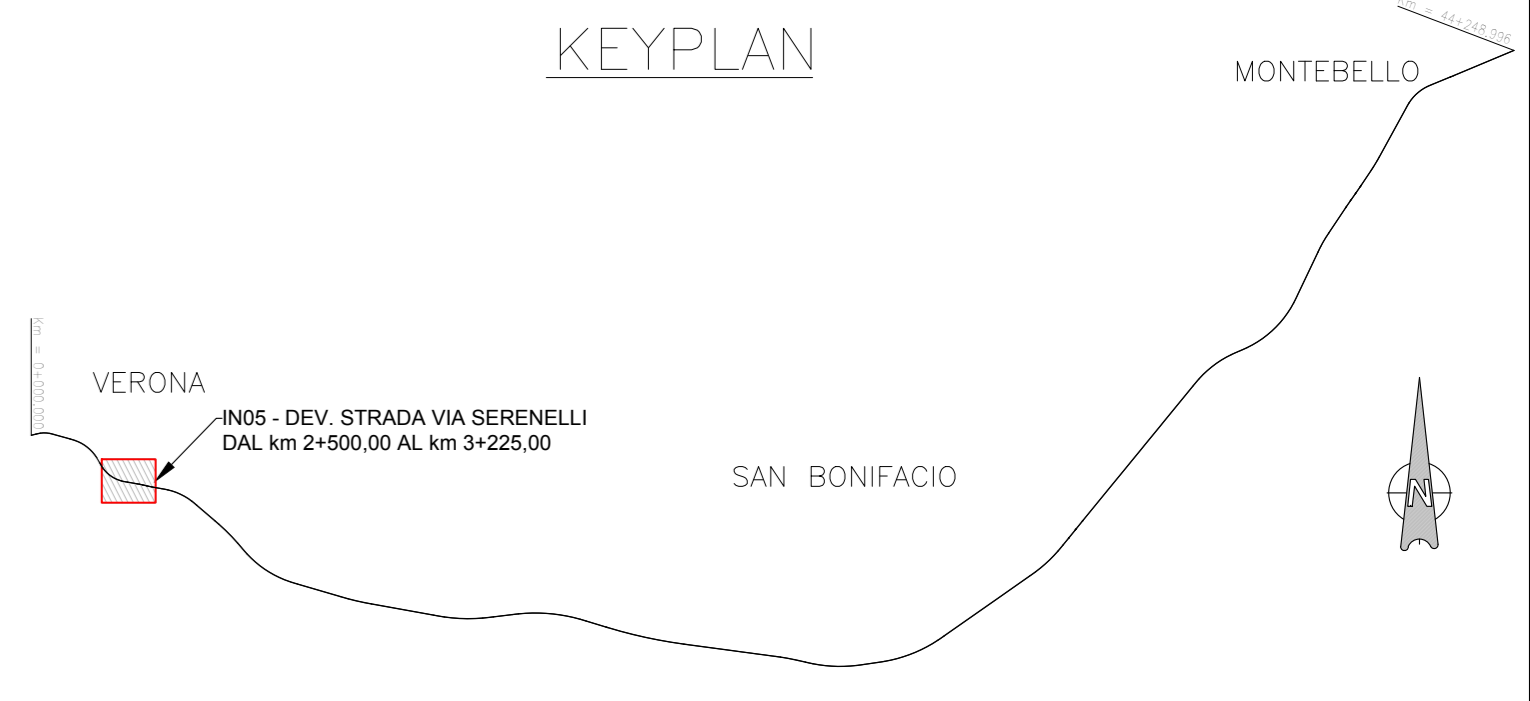 KEYPLAN
Km = 44+248.996
MONTEBELLO
Km = 0+000.000
VERONA
IN05 - DEV. STRADA VIA SERENELLI
DAL km 2+500,00 AL km 3+225,00
SAN BONIFACIO
N